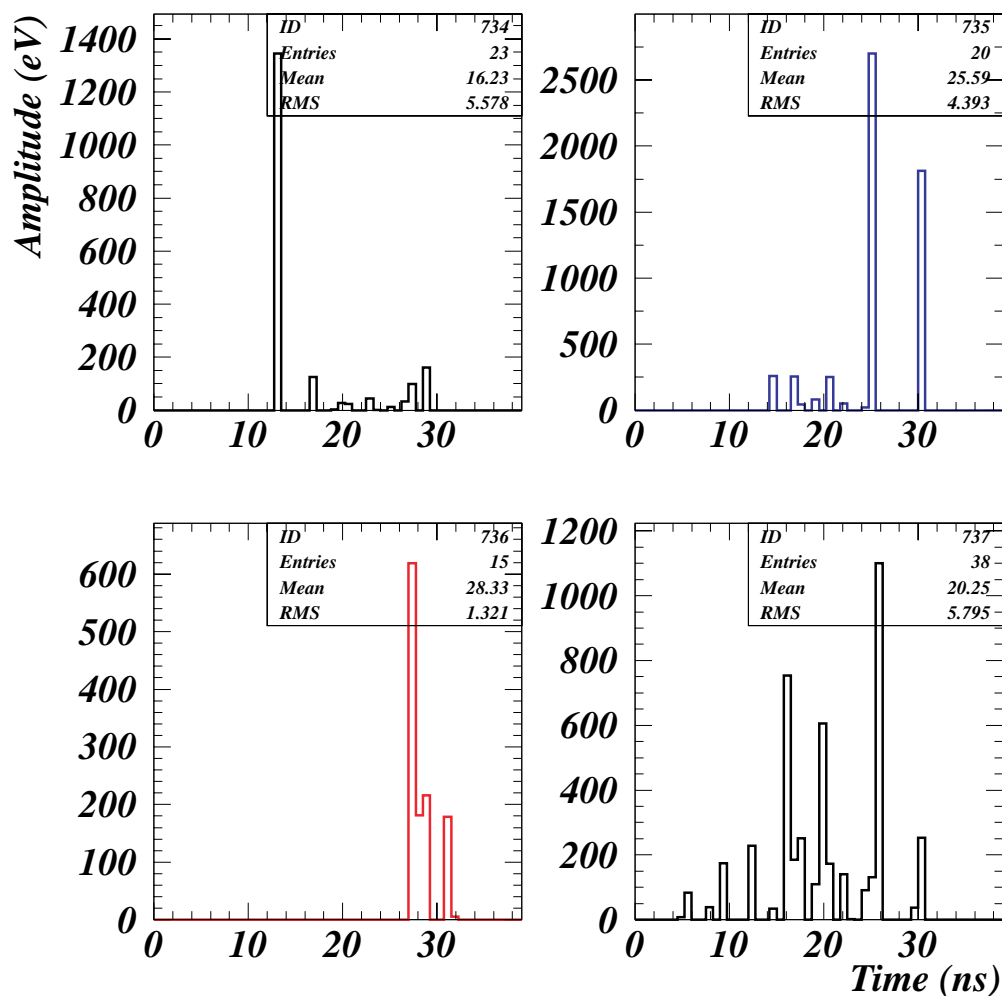 Amplitude (eV)
ID 734
Entries 23
Mean 16.23
RMS 5.578
1400
1200
1000
800
600
400
200
0
0 10 20 30
ID 735
Entries 20
Mean 25.59
RMS 4.393
2500
2000
1500
1000
500
0
0 10 20 30
ID 736
Entries 15
Mean 28.33
RMS 1.321
600
500
400
300
200
100
0
0 10 20 30
ID 737
Entries 38
Mean 20.25
RMS 5.795
1200
1000
800
600
400
200
0
0 10 20 30
Time (ns)